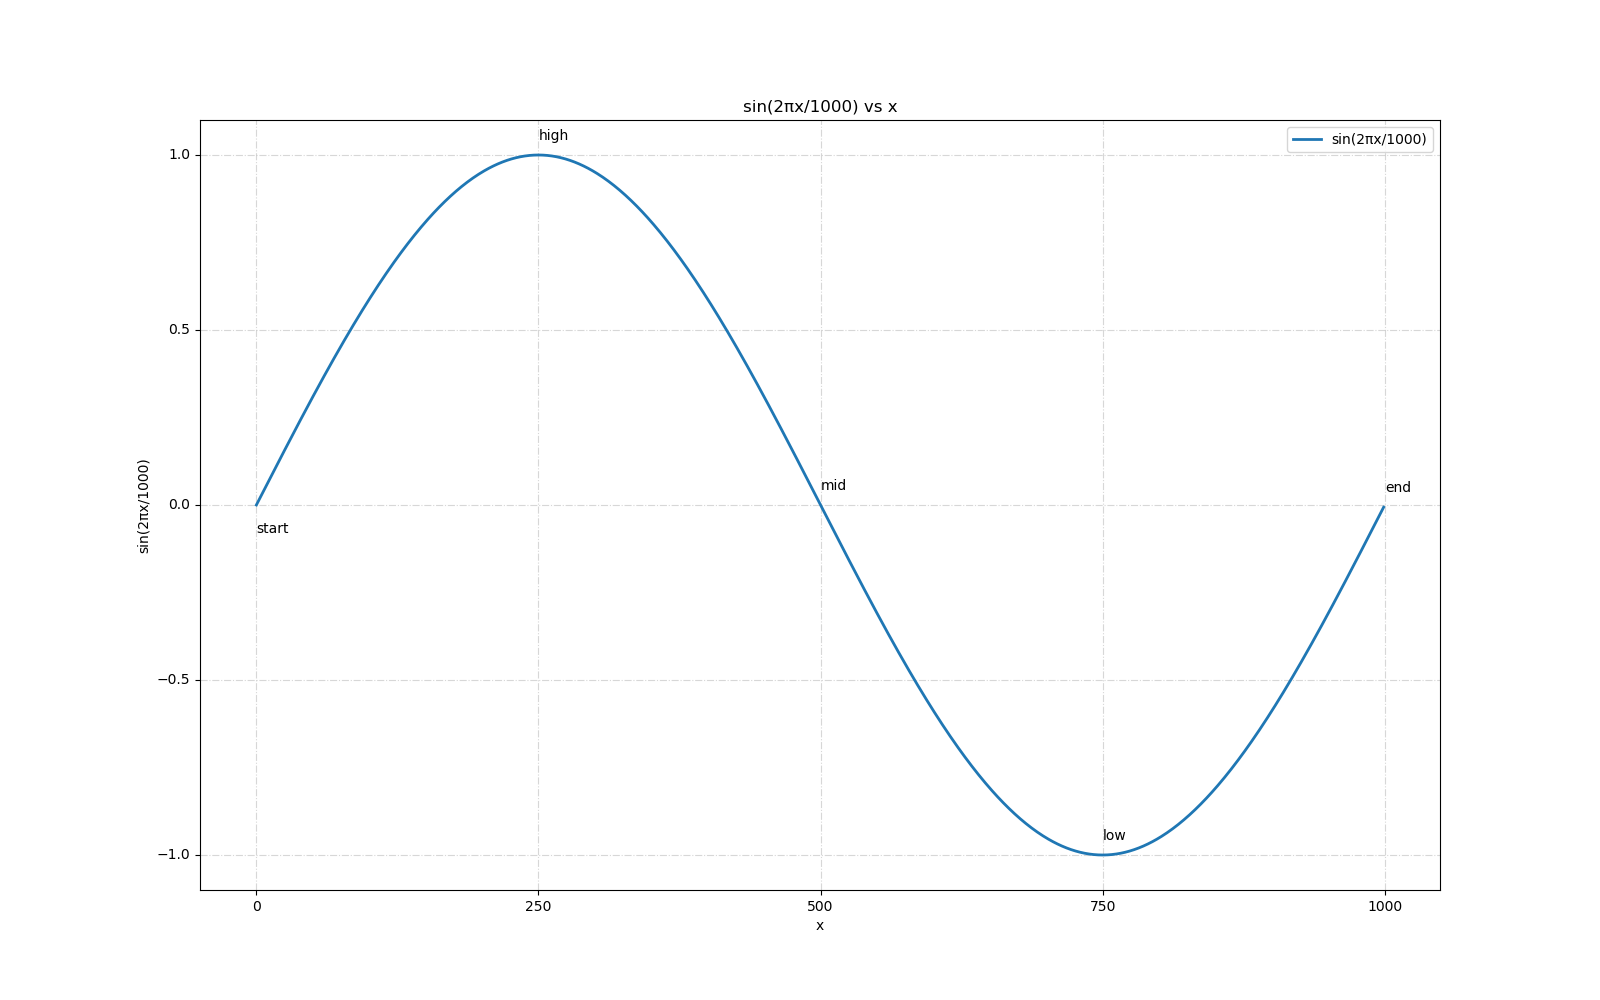 sin(2πx/1000) vs x
high
sin(2πx/1000)
1.0
0.5
mid
end
0.0
start
sin(2πx/1000)
−0.5
low
−1.0
0 250 500 750 1000
x